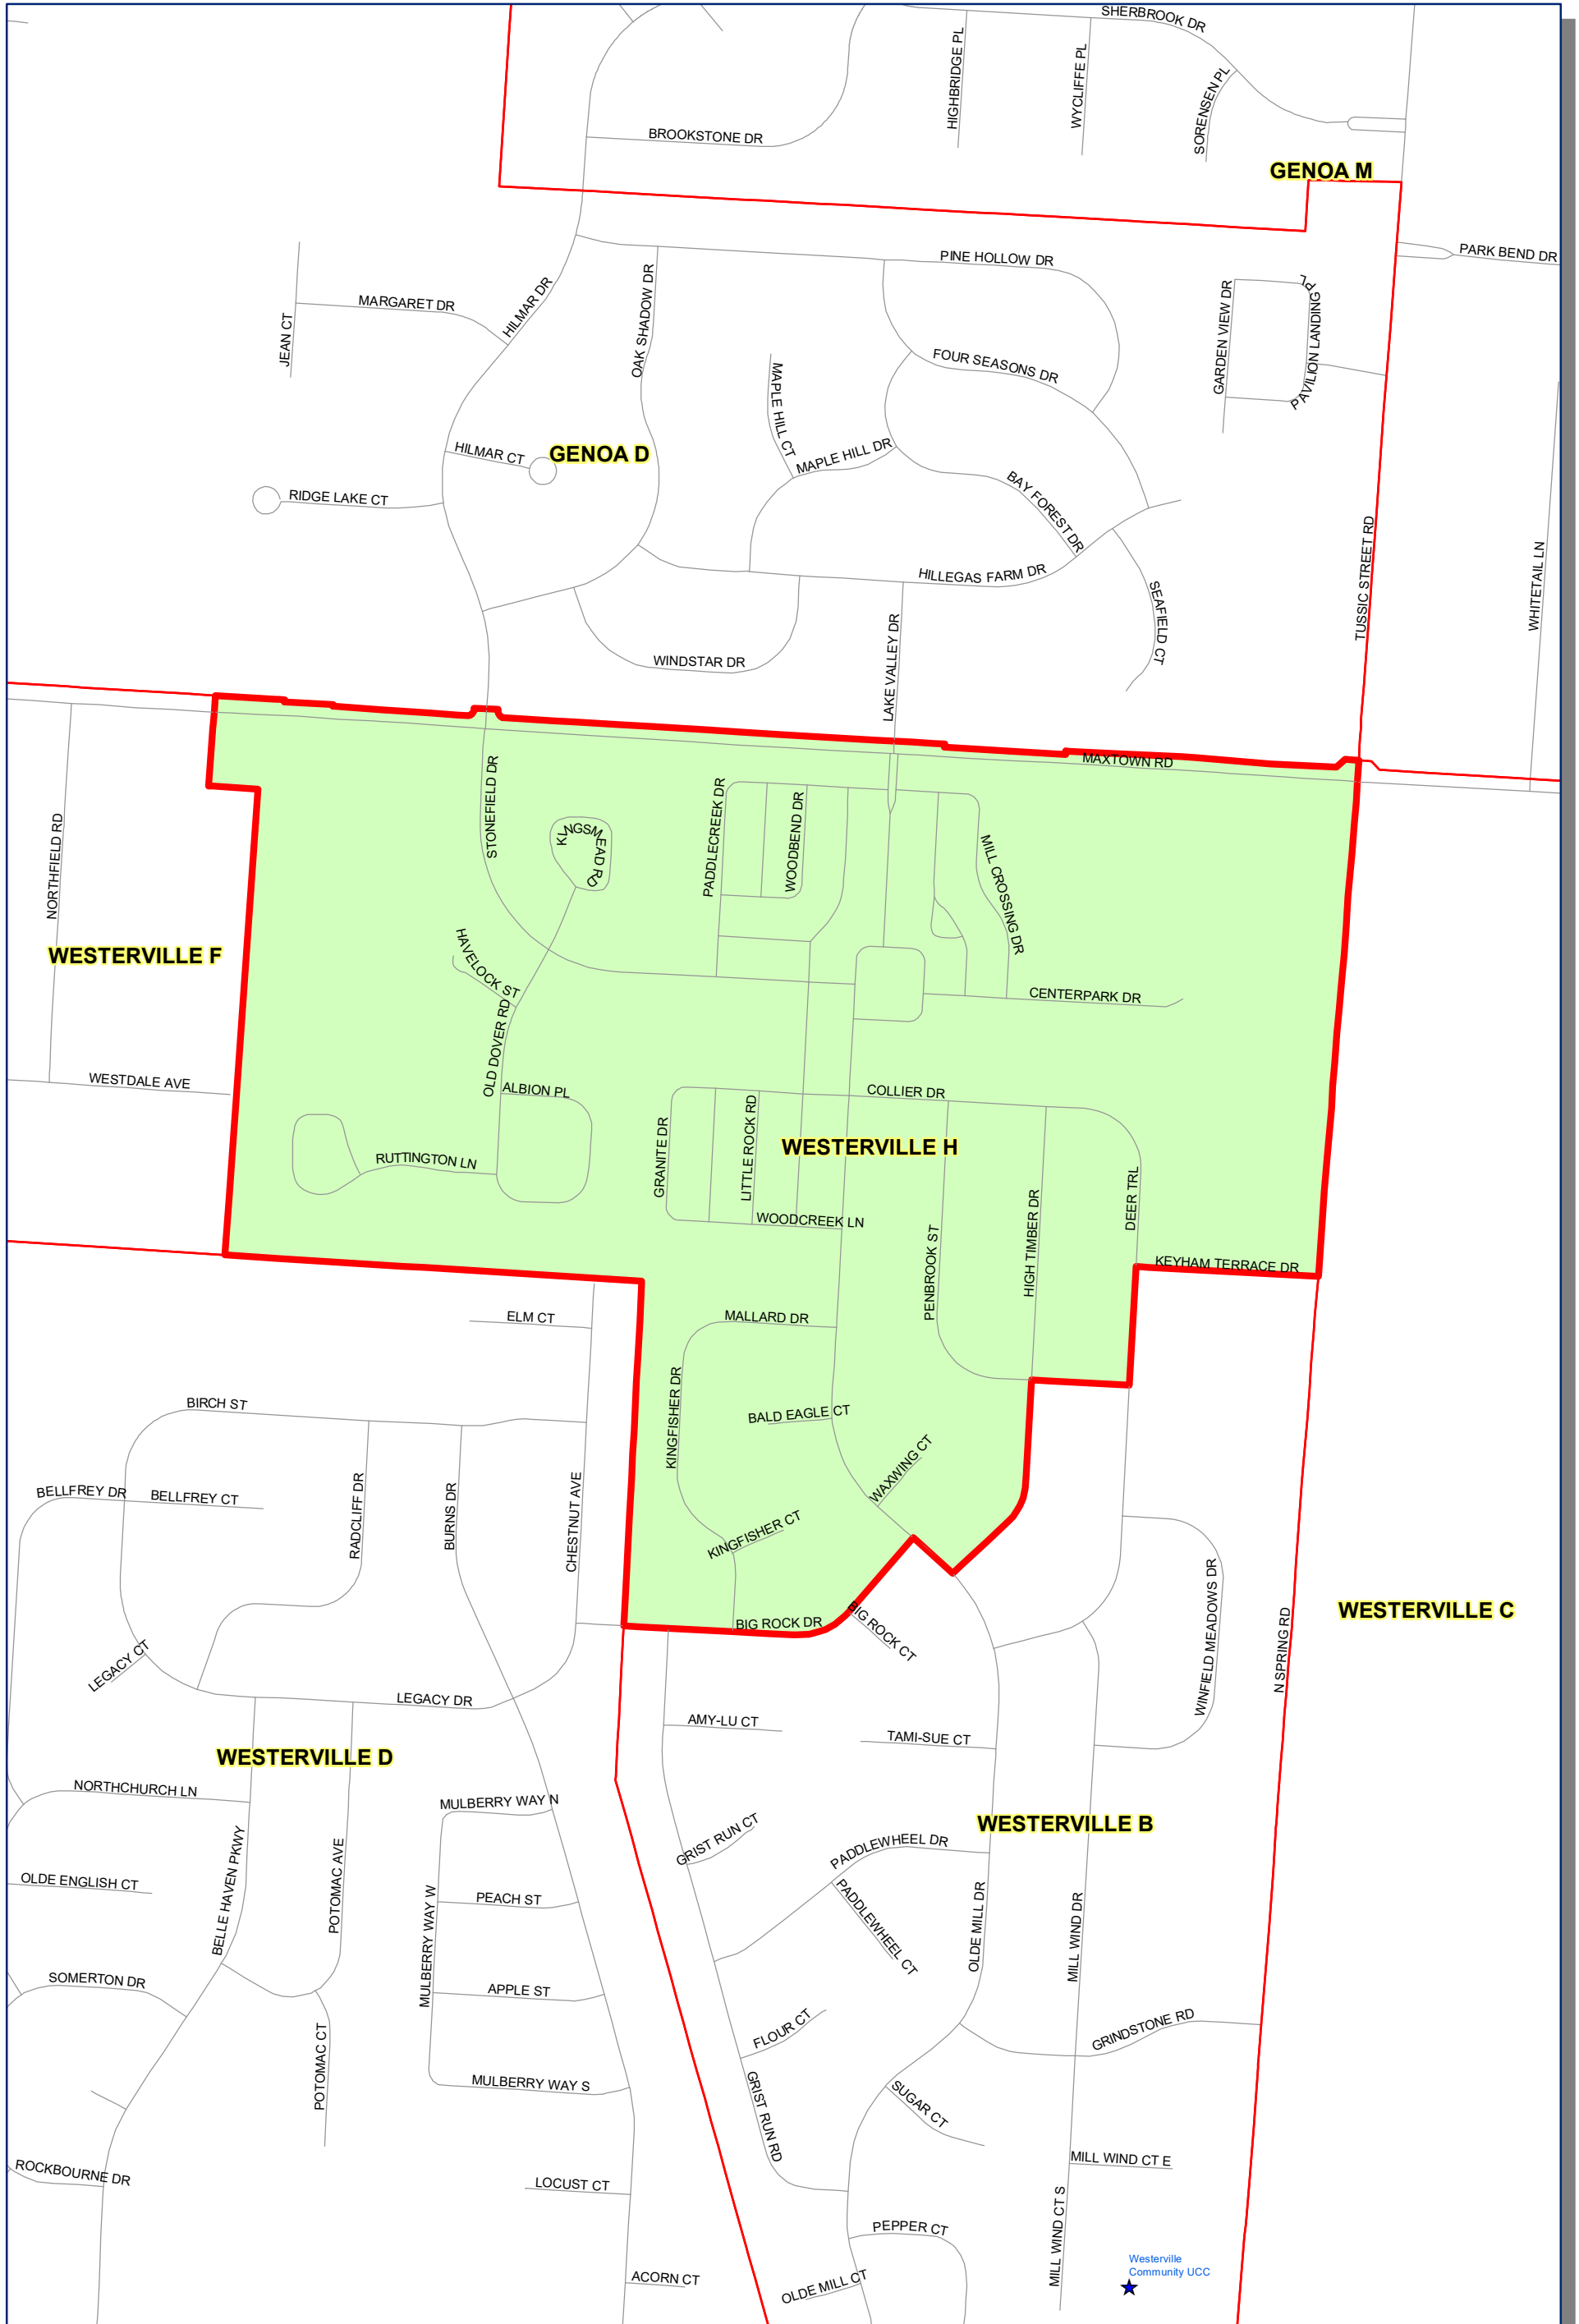 SHERBROOK DR
HIGHBRIDGE PL
WYCLIFFE PL
SORENSEN PL
BROOKSTONE DR
GENOA M
PARK BEND DR
PINE HOLLOW DR
HILMAR DR
OAK SHADOW DR
MARGARET DR
JEAN CT
GARDEN VIEW DR
PAVILION LANDING PL
FOUR SEASONS DR
MAPLE HILL CT
MAPLE HILL DR
HILMAR CT
GENOA D
RIDGE LAKE CT
BAY FOREST DR
TUSSIC STREET RD
WHITETAIL LN
HILLEGAS FARM DR
SEAFIELD CT
LAKE VALLEY DR
WINDSTAR DR
MAXTOWN RD
STONEFIELD DR
KINGSMEAD RD
PADDLECREEK DR
WOODBEND DR
MILL CROSSING DR
NORTHFIELD RD
WESTERVILLE F
HAVELOCK ST
CENTERPARK DR
OLD DOVER RD
WESTDALE AVE
ALBION PL
COLLIER DR
GRANITE DR
LITTLE ROCK RD
WESTERVILLE H
RUTTINGTON LN
DEER TRL
HIGH TIMBER DR
WOODCREEK LN
PENBROOK ST
KEYHAM TERRACE DR
ELM CT
MALLARD DR
KINGFISHER DR
BIRCH ST
BALD EAGLE CT
WAXWING CT
BELLFREY DR
BELLFREY CT
RADCLIFF DR
BURNS DR
CHESTNUT AVE
KINGFISHER CT
WINFIELD MEADOWS DR
WESTERVILLE C
BIG ROCK DR
BIG ROCK CT
N SPRING RD
LEGACY CT
LEGACY DR
AMY-LU CT
TAMI-SUE CT
WESTERVILLE D
NORTHCHURCH LN
MULBERRY WAY N
WESTERVILLE B
GRIST RUN CT
PADDLEWHEEL DR
OLDE ENGLISH CT
BELLE HAVEN PKWY
POTOMAC AVE
PEACH ST
MULBERRY WAY W
PADDLEWHEEL CT
OLDE MILL DR
MILL WIND DR
SOMERTON DR
APPLE ST
FLOUR CT
GRINDSTONE RD
POTOMAC CT
MULBERRY WAY S
GRIST RUN RD
SUGAR CT
ROCKBOURNE DR
MILL WIND CT E
LOCUST CT
MILL WIND CT S
PEPPER CT
Westerville
Community UCC
ACORN CT
OLDE MILL CT